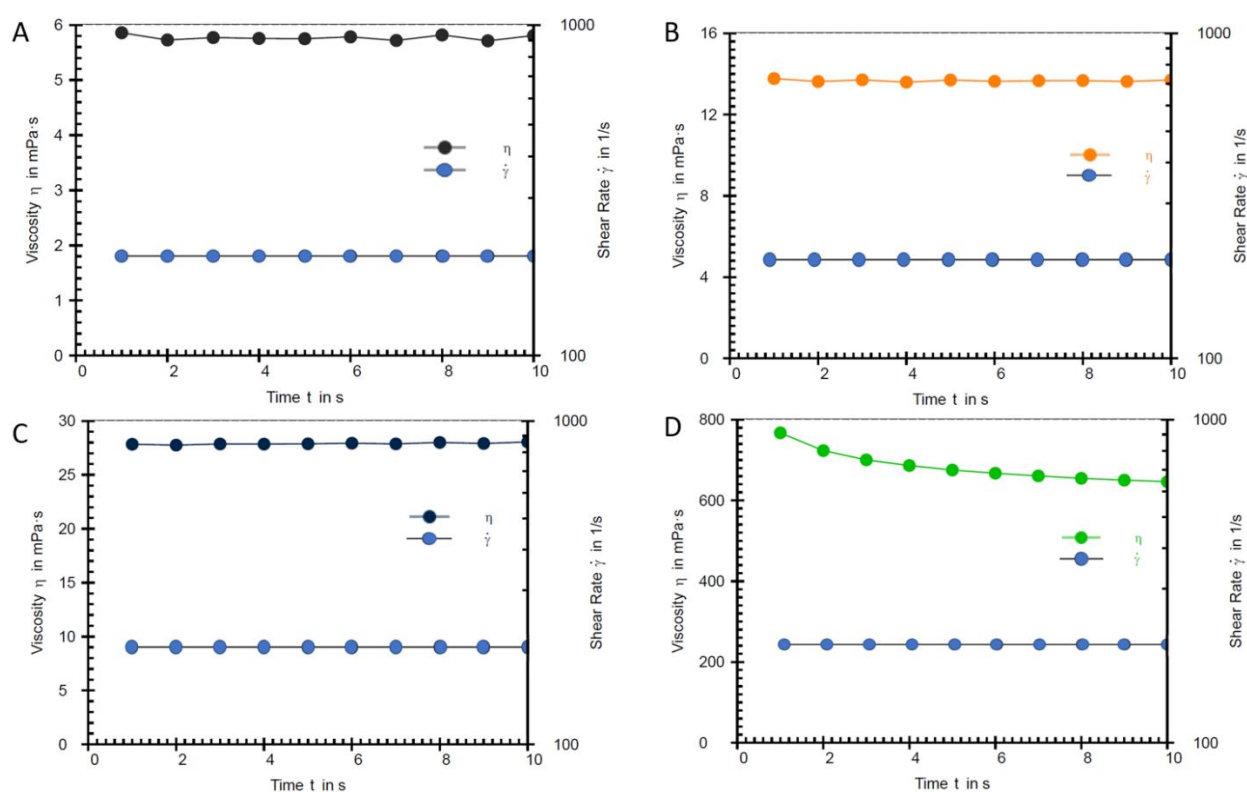 A
Viscosity η in mPa·s
6
5
4
3
2
1
0
0 2 4 6 8 10
Time t in s
1000
100
Shear Rate γ̇ in 1/s
η
γ̇
B
Viscosity η in mPa·s
16
12
8
4
0
0 2 4 6 8 10
Time t in s
1000
100
Shear Rate γ̇ in 1/s
η
γ̇
C
Viscosity η in mPa·s
30
25
20
15
10
5
0
0 2 4 6 8 10
Time t in s
1000
100
Shear Rate γ̇ in 1/s
η
γ̇
D
Viscosity η in mPa·s
800
600
400
200
0
0 2 4 6 8 10
Time t in s
1000
100
Shear Rate γ̇ in 1/s
η
γ̇